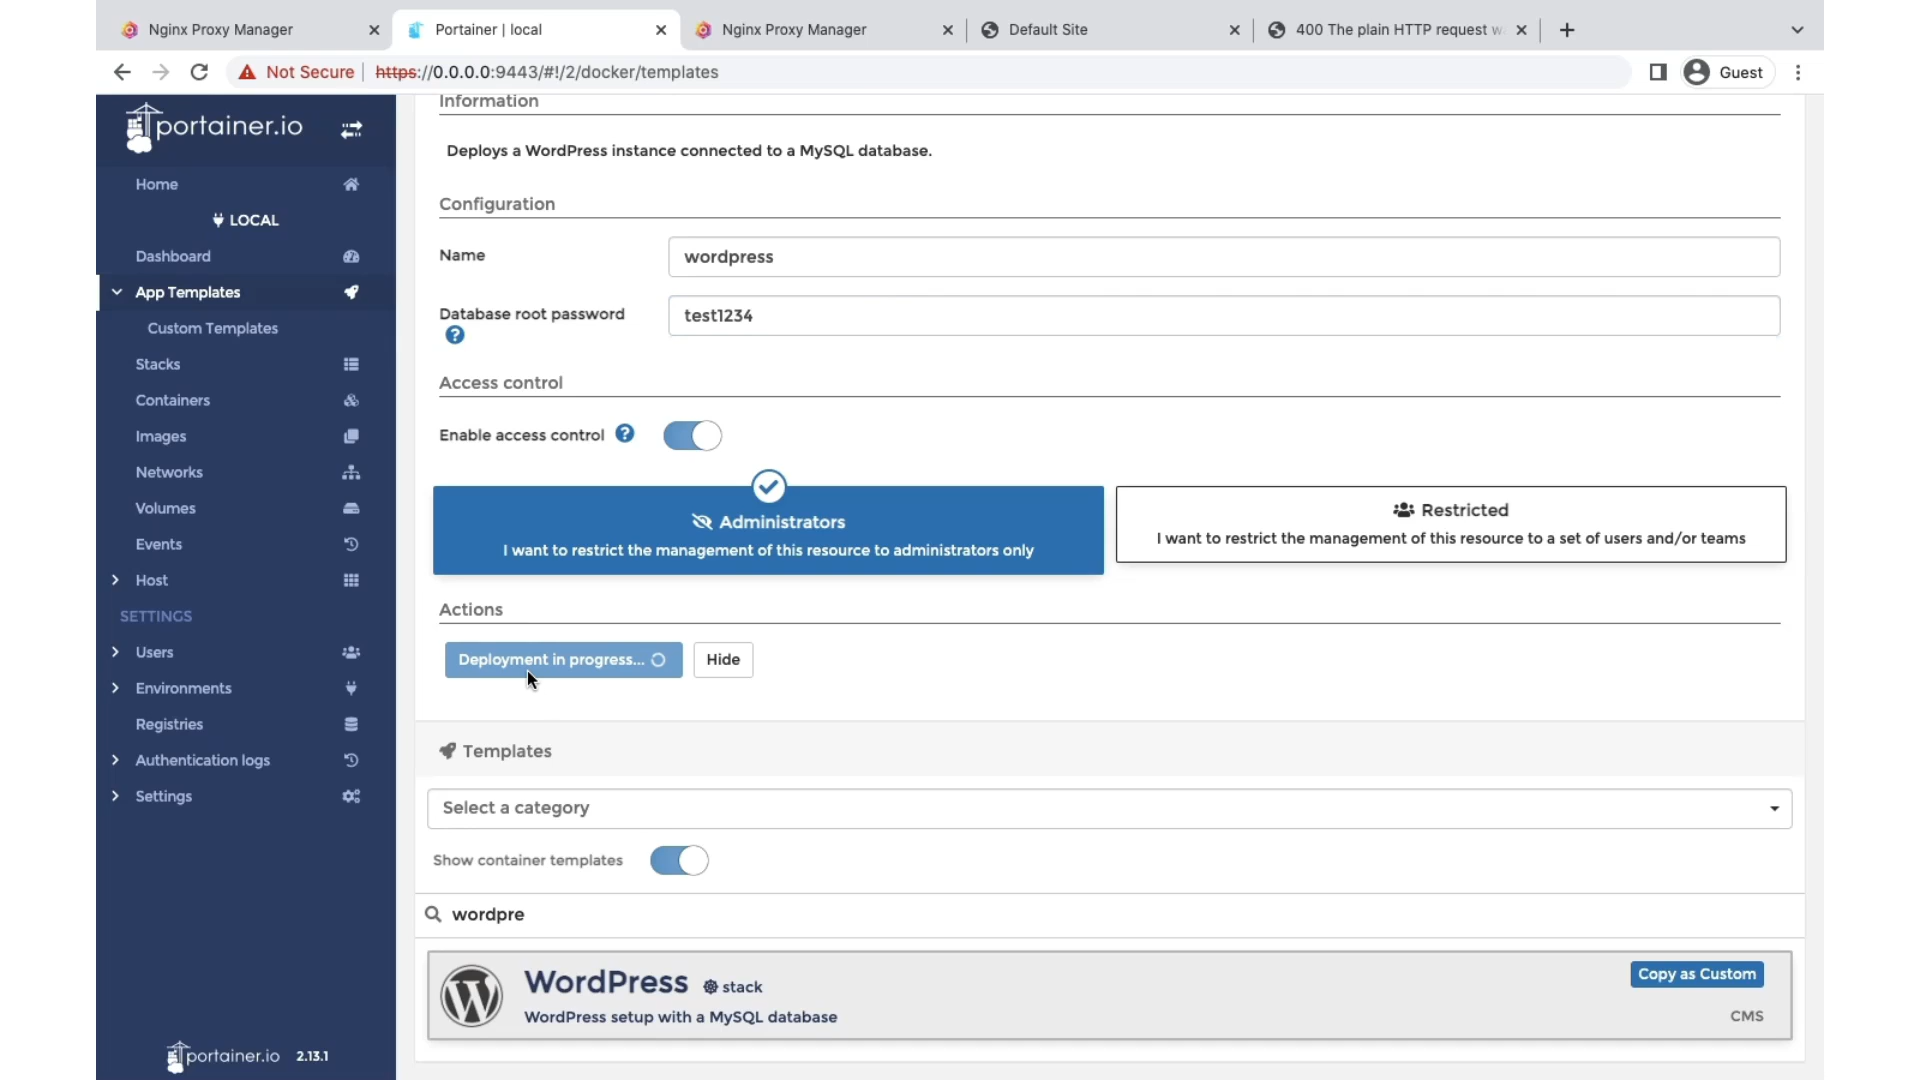 Nginx Proxy Manager
Portainer | local
Nginx Proxy Manager
Default Site
400 The plain HTTP request w
Not Secure
https://0.0.0.0:9443/#!/2/docker/templates
Guest
portainer.io
Home
LOCAL
Dashboard
App Templates
Custom Templates
Stacks
Containers
Images
Networks
Volumes
Events
Host
SETTINGS
Users
Environments
Registries
Authentication logs
Settings
portainer.io 2.13.1
Information
Deploys a WordPress instance connected to a MySQL database.
Configuration
Name
wordpress
Database root password
test1234
Access control
Enable access control
Administrators
I want to restrict the management of this resource to administrators only
Restricted
I want to restrict the management of this resource to a set of users and/or teams
Actions
Deployment in progress...
Hide
Templates
Select a category
Show container templates
wordpre
WordPress stack
WordPress setup with a MySQL database
Copy as Custom
CMS